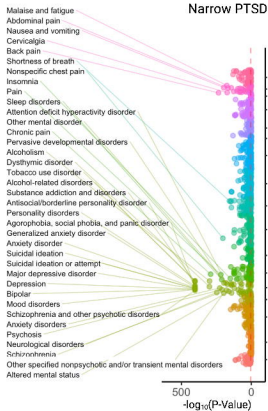 Narrow PTSD
Malaise and fatigue
Abdominal pain
Nausea and vomiting
Cervicalgia
Back pain
Shortness of breath
Nonspecific chest pain
Insomnia
Pain
Sleep disorders
Attention deficit hyperactivity disorder
Other mental disorder
Chronic pain
Pervasive developmental disorders
Alcoholism
Dysthymic disorder
Tobacco use disorder
Alcohol-related disorders
Substance addiction and disorders
Antisocial/borderline personality disorder
Personality disorders
Agorophobia, social phobia, and panic disorder
Generalized anxiety disorder
Anxiety disorder
Suicidal ideation
Suicidal ideation or attempt
Major depressive disorder
Depression
Bipolar
Mood disorders
Schizophrenia and other psychotic disorders
Anxiety disorders
Psychosis
Neurological disorders
Schizophrenia
Other specified nonpsychotic and/or transient mental disorders
Altered mental status
500 0
-log10(P-Value)